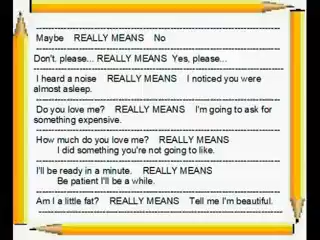 Maybe REALLY MEANS No
Don't, please... REALLY MEANS Yes, please...
I heard a noise REALLY MEANS I noticed you were
almost asleep.
Do you love me? REALLY MEANS I'm going to ask for
something expensive.
How much do you love me? REALLY MEANS
I did something you're not going to like.
I'll be ready in a minute. REALLY MEANS
Be patient I'll be a while.
Am I a little fat? REALLY MEANS Tell me I'm beautiful.